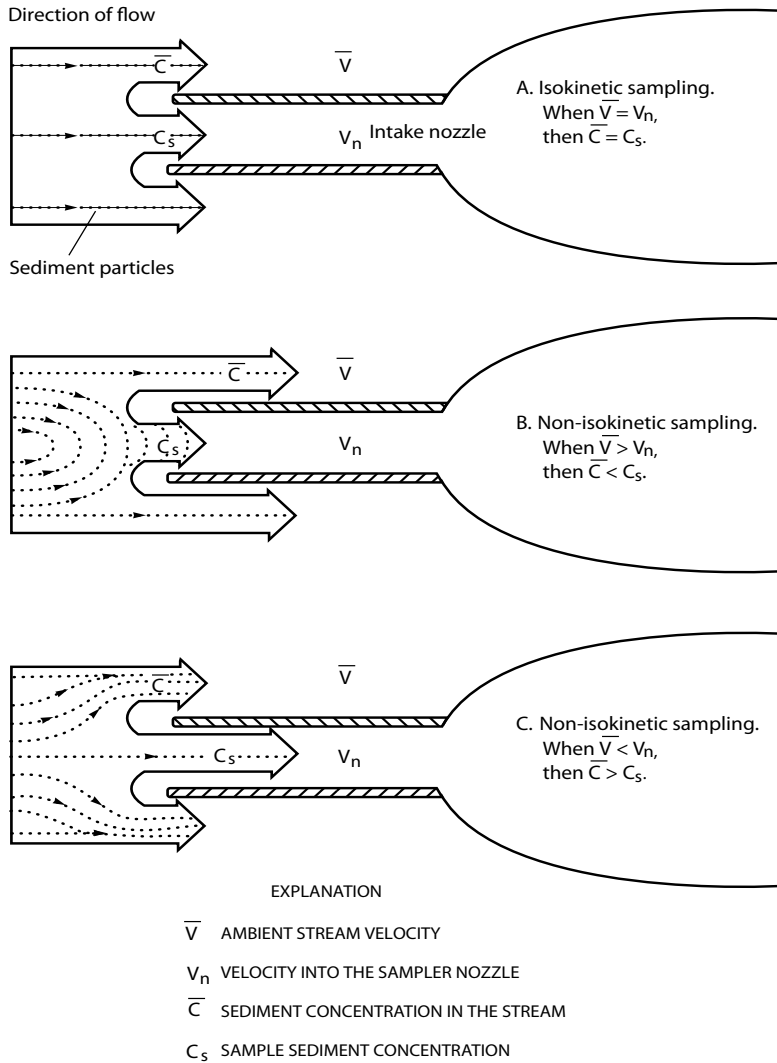 Direction of flow
C̅
V̅
A. Isokinetic sampling.
When V̅ = Vₙ,
then C̅ = Cₛ.
Cₛ
Vₙ
Intake nozzle
Sediment particles
C̅
V̅
B. Non-isokinetic sampling.
When V̅ > Vₙ,
then C̅ < Cₛ.
Cₛ
Vₙ
C̅
V̅
C. Non-isokinetic sampling.
When V̅ < Vₙ,
then C̅ > Cₛ.
Cₛ
Vₙ
EXPLANATION
V̅ AMBIENT STREAM VELOCITY
Vₙ VELOCITY INTO THE SAMPLER NOZZLE
C̅ SEDIMENT CONCENTRATION IN THE STREAM
Cₛ SAMPLE SEDIMENT CONCENTRATION